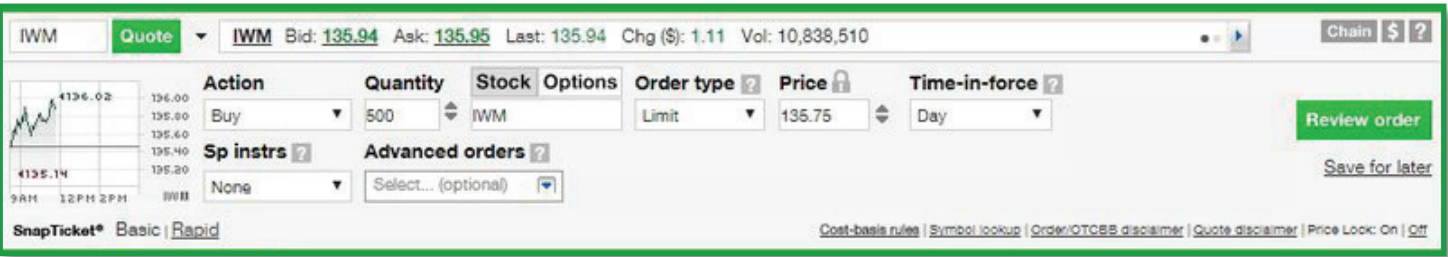 IWM Quote IWM Bid: 135.94 Ask: 135.95 Last: 135.94 Chg ($): 1.11 Vol: 10,838,510 Chain $ ?
Action Quantity Stock Options Order type ? Price Time-in-force ?
Buy 500 IWM Limit 135.75 Day
Review order
Sp instrs ? Advanced orders ?
None Select... (optional)
Save for later
136.02
136.00
135.80
135.60
135.40
135.20
135.14
9AM 12PM 2PM IWM
SnapTicket® Basic | Rapid Cost-basis rules | Symbol lookup | Order/OTCBB disclaimer | Quote disclaimer | Price Lock: On | Off